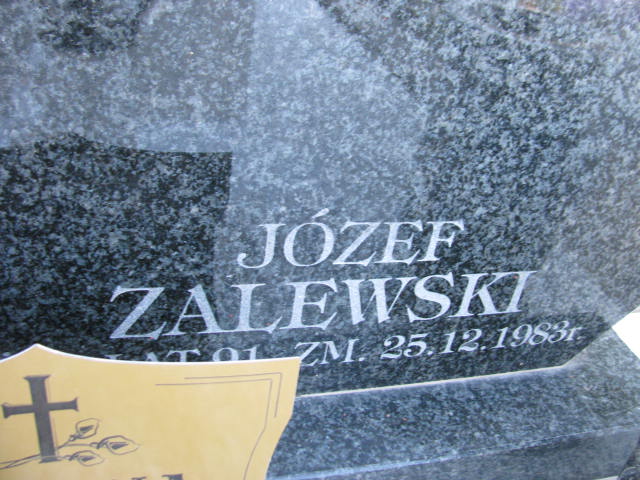 JÓZEF
ZALEWSKI
LAT 91 ZM. 25.12.1983r.